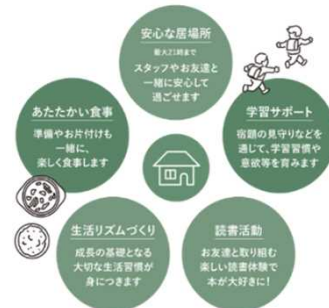 安心な居場所
最大21時まで
スタッフやお友達と
一緒に安心して
過ごせます
あたたかい食事
準備やお片付けも
一緒に、
楽しく食事します
学習サポート
宿題の見守りなどを
通じて、学習習慣や
意欲等を育みます
生活リズムづくり
成長の基礎となる
大切な生活習慣が
身につきます
読書活動
お友達と取り組む
楽しい読書体験で
本が大好きに!